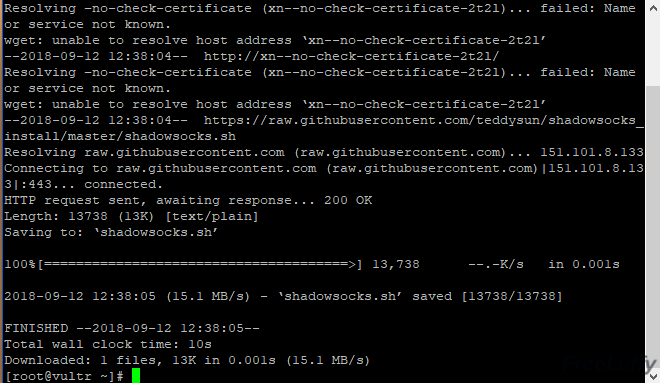 Resolving –no-check-certificate (xn--no-check-certificate-2t2l)... failed: Name
or service not known.
wget: unable to resolve host address ‘xn--no-check-certificate-2t2l’
--2018-09-12 12:38:04--  http://xn--no-check-certificate-2t2l/
Resolving –no-check-certificate (xn--no-check-certificate-2t2l)... failed: Name
or service not known.
wget: unable to resolve host address ‘xn--no-check-certificate-2t2l’
--2018-09-12 12:38:04--  https://raw.githubusercontent.com/teddysun/shadowsocks_
install/master/shadowsocks.sh
Resolving raw.githubusercontent.com (raw.githubusercontent.com)... 151.101.8.133
Connecting to raw.githubusercontent.com (raw.githubusercontent.com)|151.101.8.13
3|:443... connected.
HTTP request sent, awaiting response... 200 OK
Length: 13738 (13K) [text/plain]
Saving to: ‘shadowsocks.sh’
100%[======================================>] 13,738      --.-K/s   in 0.001s
2018-09-12 12:38:05 (15.1 MB/s) - ‘shadowsocks.sh’ saved [13738/13738]
FINISHED --2018-09-12 12:38:05--
Total wall clock time: 10s
Downloaded: 1 files, 13K in 0.001s (15.1 MB/s)
[root@vultr ~]#